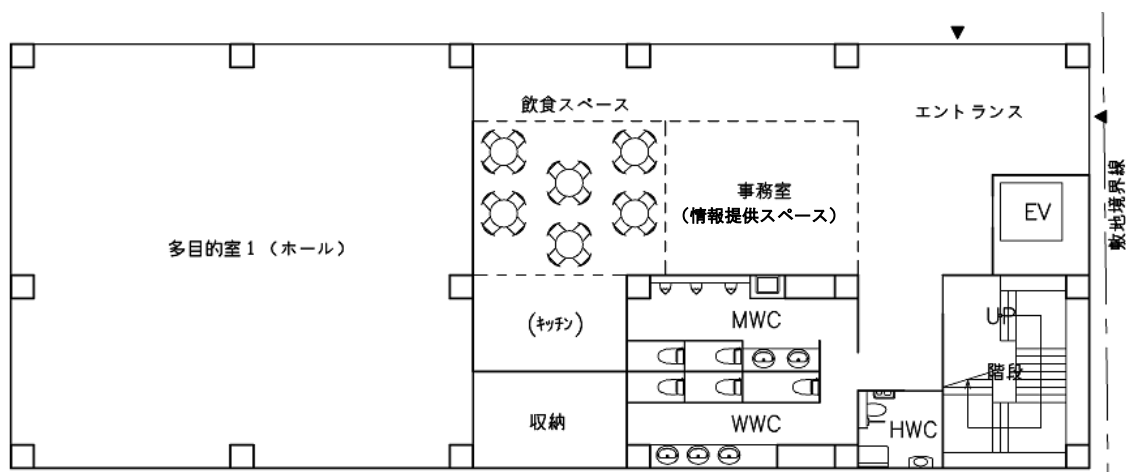 飲食スペース
エントランス
事務室
（情報提供スペース）
敷地境界線
EV
多目的室１（ホール）
(キッチン)
MWC
UP
階段
収納
WWC
HWC